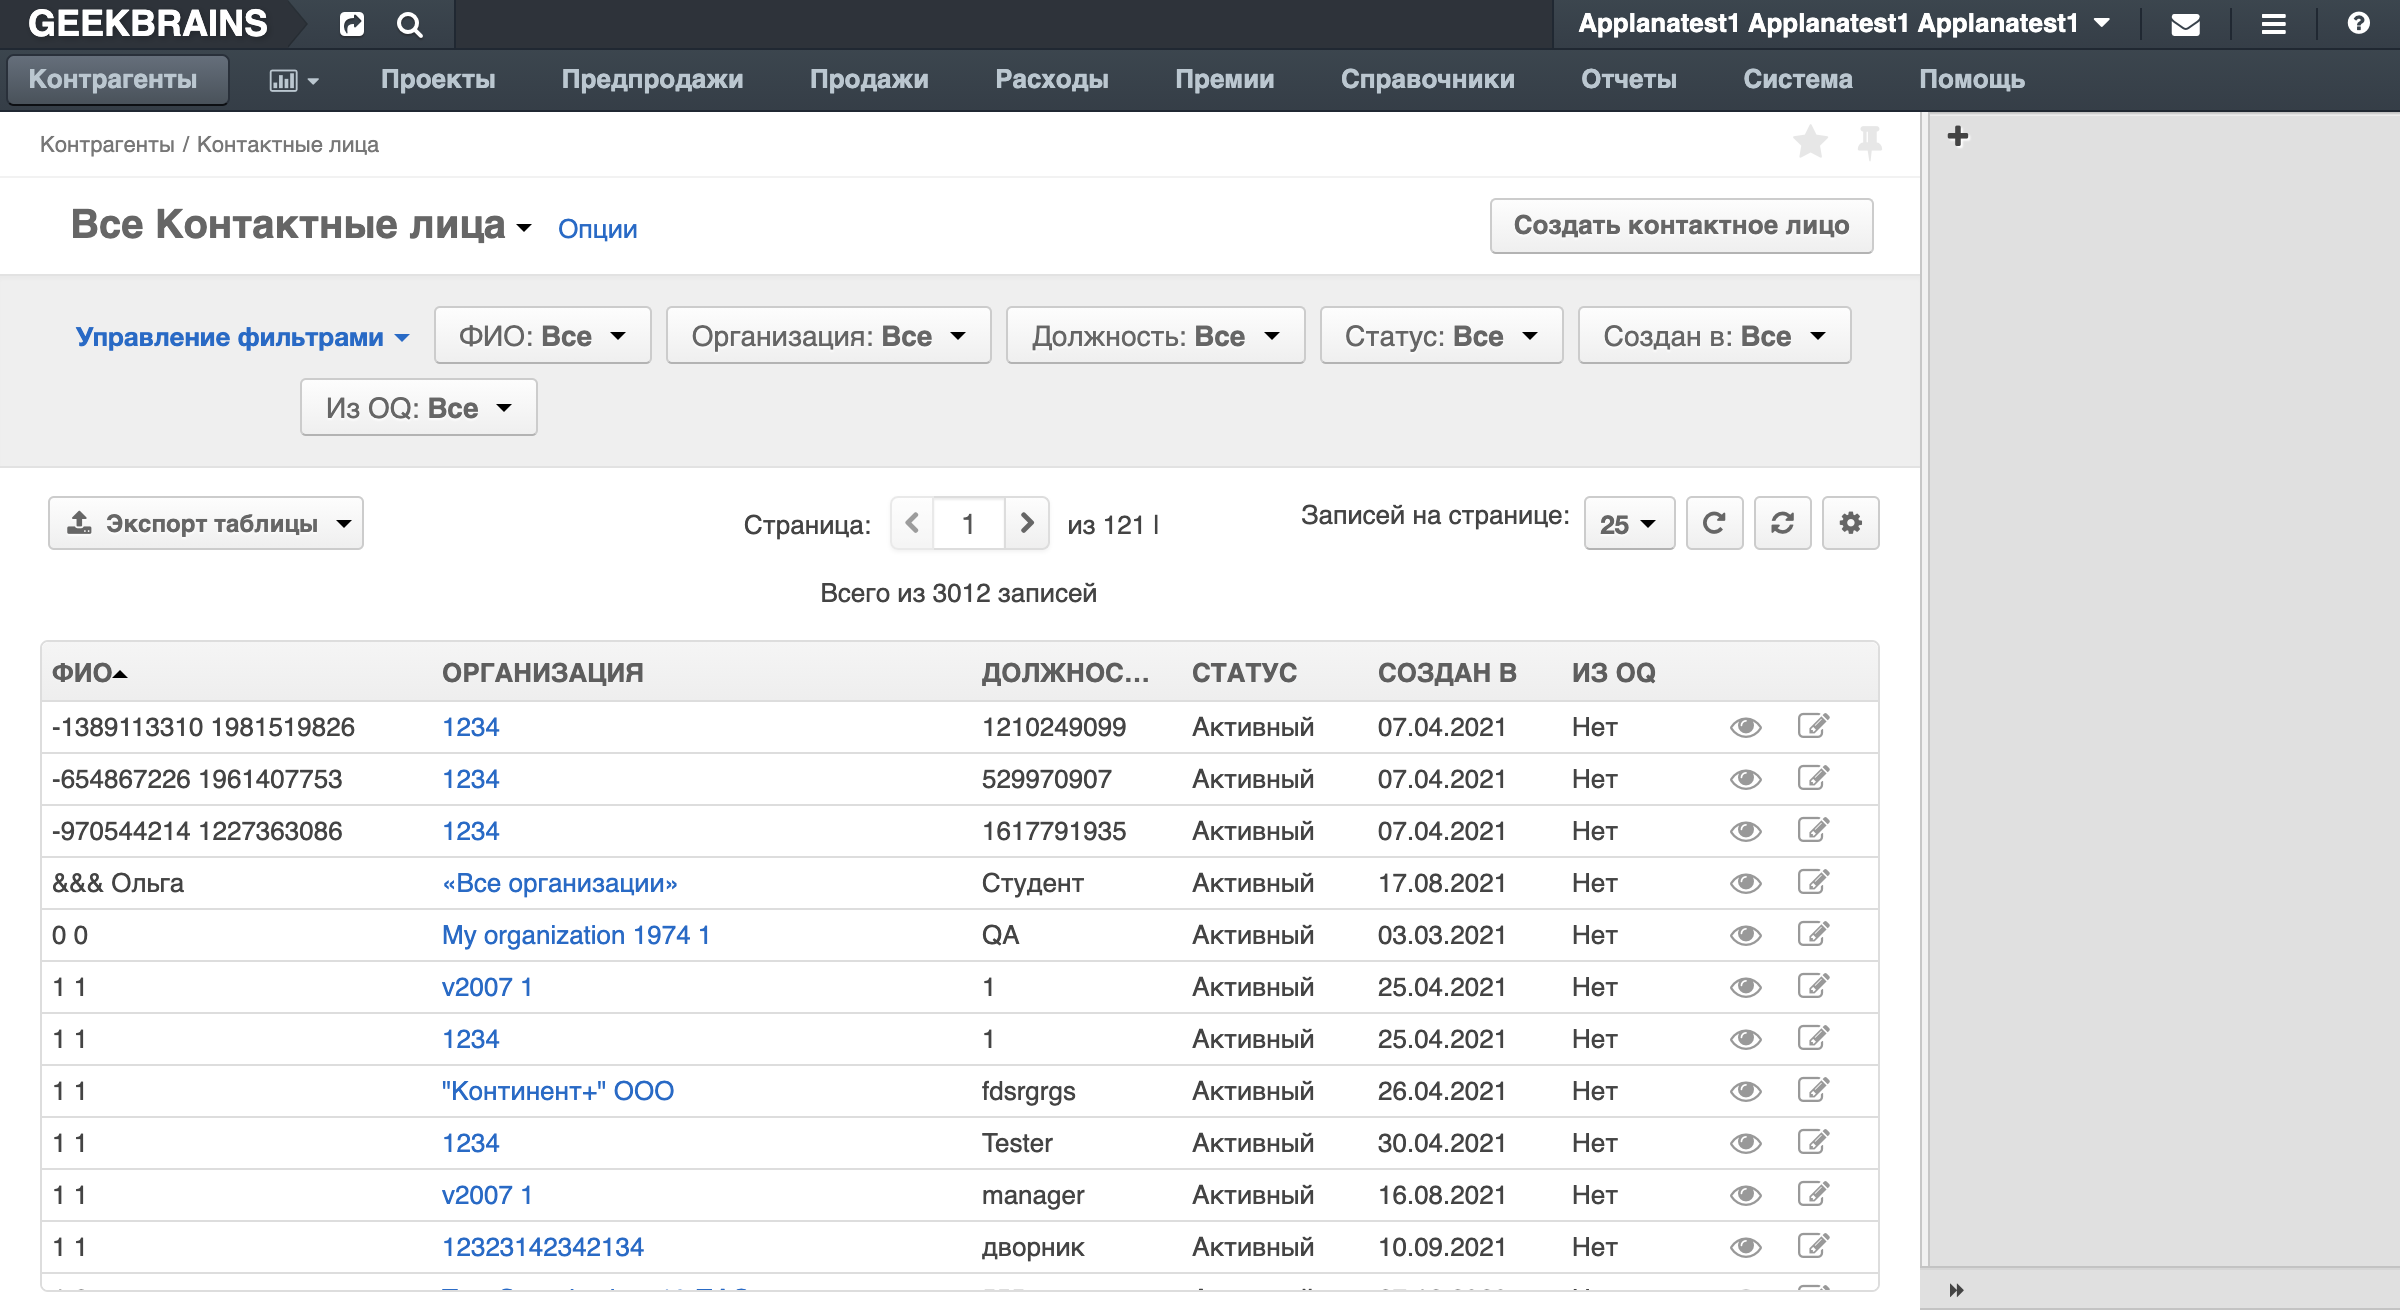 GEEKBRAINS
Applanatest1 Applanatest1 Applanatest1
Контрагенты Проекты Предпродажи Продажи Расходы Премии Справочники Отчеты Система Помощь
Контрагенты / Контактные лица
Все Контактные лица Опции
Создать контактное лицо
Управление фильтрами ФИО: Все Организация: Все Должность: Все Статус: Все Создан в: Все
Из OQ: Все
Экспорт таблицы Страница: 1 из 121 | Записей на странице: 25
Всего из 3012 записей
ФИО ОРГАНИЗАЦИЯ ДОЛЖНОС... СТАТУС СОЗДАН В ИЗ OQ
-1389113310 1981519826 1234 1210249099 Активный 07.04.2021 Нет
-654867226 1961407753 1234 529970907 Активный 07.04.2021 Нет
-970544214 1227363086 1234 1617791935 Активный 07.04.2021 Нет
&&& Ольга «Все организации» Студент Активный 17.08.2021 Нет
0 0 My organization 1974 1 QA Активный 03.03.2021 Нет
1 1 v2007 1 1 Активный 25.04.2021 Нет
1 1 1234 1 Активный 25.04.2021 Нет
1 1 "Континент+" ООО fdsrgrgs Активный 26.04.2021 Нет
1 1 1234 Tester Активный 30.04.2021 Нет
1 1 v2007 1 manager Активный 16.08.2021 Нет
1 1 12323142342134 дворник Активный 10.09.2021 Нет